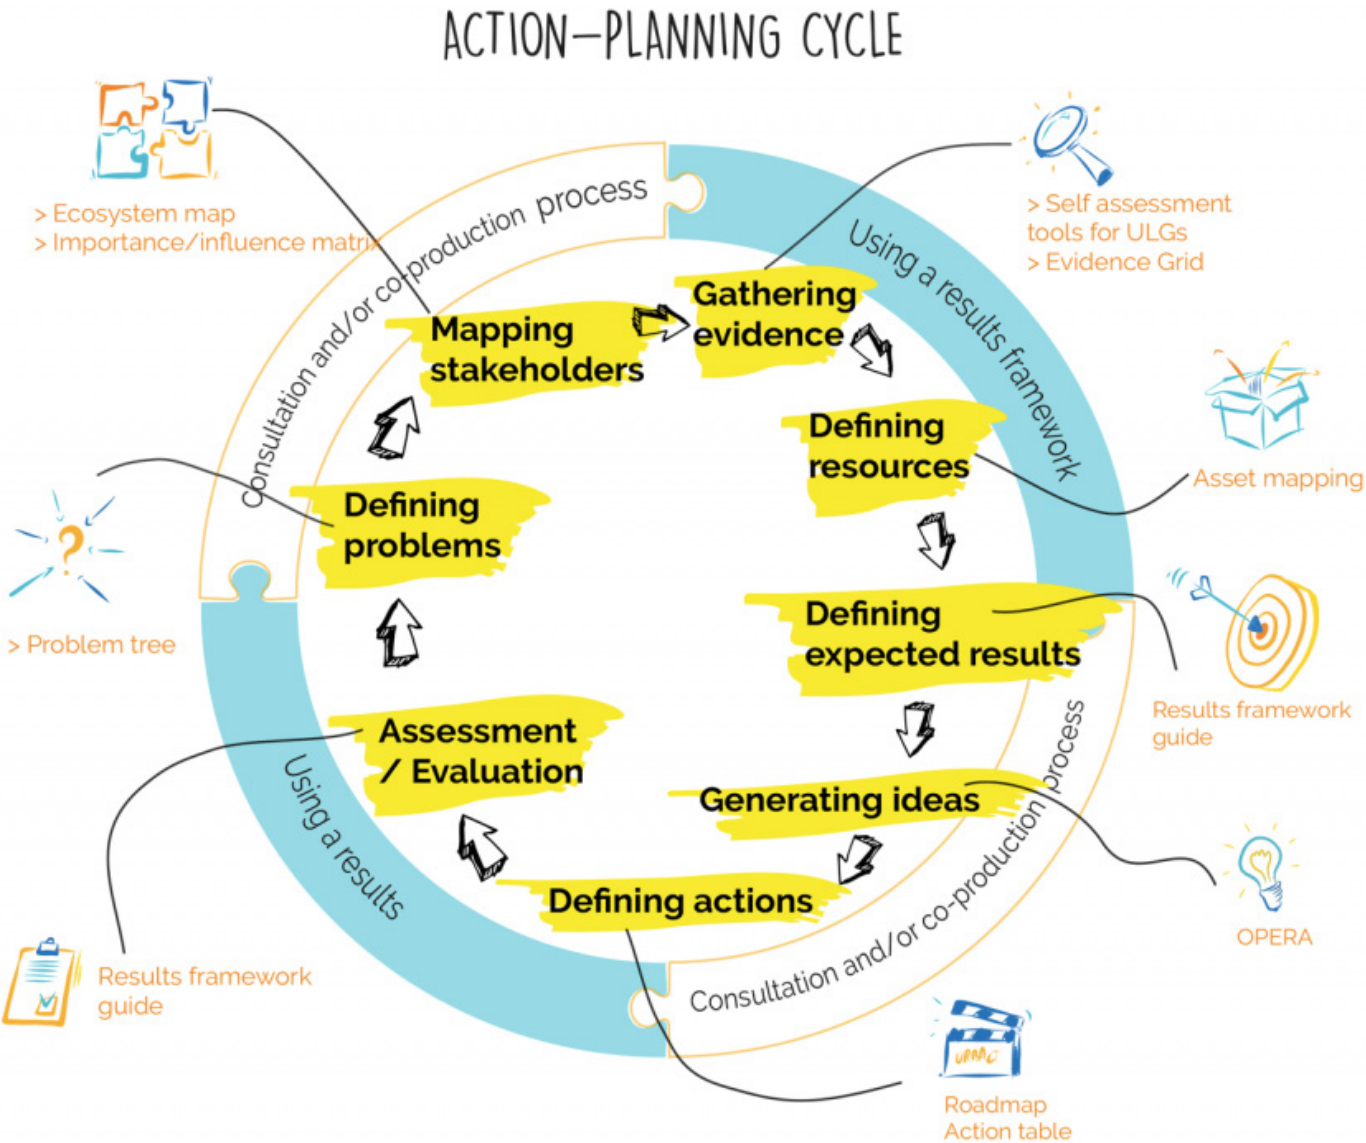 ACTION-PLANNING CYCLE
> Ecosystem map
> Importance/influence matrix
> Self assessment
tools for ULGs
> Evidence Grid
Consultation and/or co-production process
Using a results framework
Gathering
evidence
Mapping
stakeholders
Defining
resources
Asset mapping
Defining
problems
> Problem tree
Defining
expected results
Results framework
guide
Assessment
/ Evaluation
Generating ideas
OPERA
Defining actions
Using a results
Consultation and/or co-production process
Results framework
guide
Roadmap
Action table